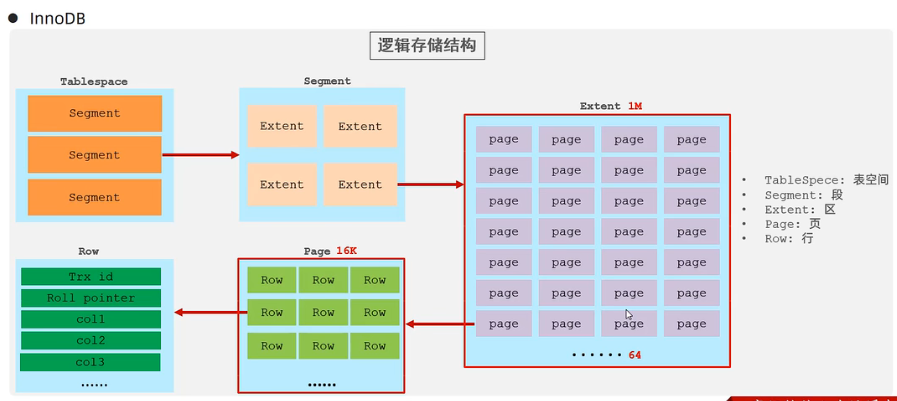 ● InnoDB
逻辑存储结构
Tablespace
Segment
Segment
Segment
Segment
Extent Extent
Extent Extent
Extent 1M
page page page page
page page page page
page page page page
page page page page
page page page page
page page page page
page page page page
······ 64
• TableSpece: 表空间
• Segment: 段
• Extent: 区
• Page: 页
• Row: 行
Row
Trx id
Roll pointer
col1
col2
col3
······
Page 16K
Row Row Row
Row Row Row
Row Row Row
······